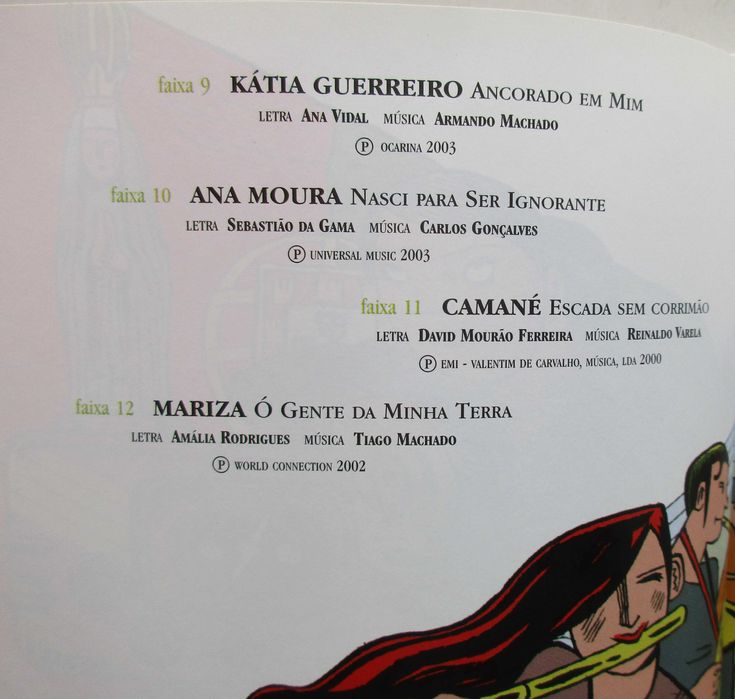 faixa 9 KÁTIA GUERREIRO ANCORADO EM MIM
LETRA ANA VIDAL MÚSICA ARMANDO MACHADO
Ⓟ OCARINA 2003
faixa 10 ANA MOURA NASCI PARA SER IGNORANTE
LETRA SEBASTIÃO DA GAMA MÚSICA CARLOS GONÇALVES
Ⓟ UNIVERSAL MUSIC 2003
faixa 11 CAMANÉ ESCADA SEM CORRIMÃO
LETRA DAVID MOURÃO FERREIRA MÚSICA REINALDO VARELA
Ⓟ EMI - VALENTIM DE CARVALHO, MÚSICA, LDA 2000
faixa 12 MARIZA Ó GENTE DA MINHA TERRA
LETRA AMÁLIA RODRIGUES MÚSICA TIAGO MACHADO
Ⓟ WORLD CONNECTION 2002